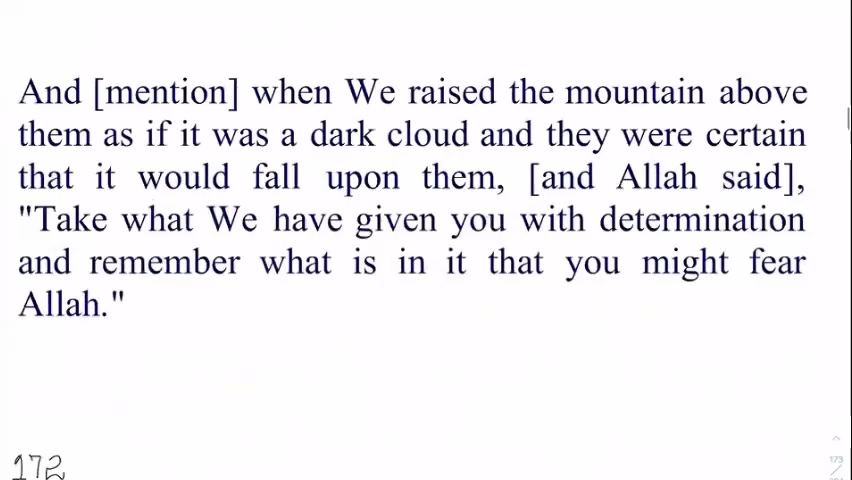 And [mention] when We raised the mountain above
them as if it was a dark cloud and they were certain
that it would fall upon them, [and Allah said],
"Take what We have given you with determination
and remember what is in it that you might fear
Allah."
172
173